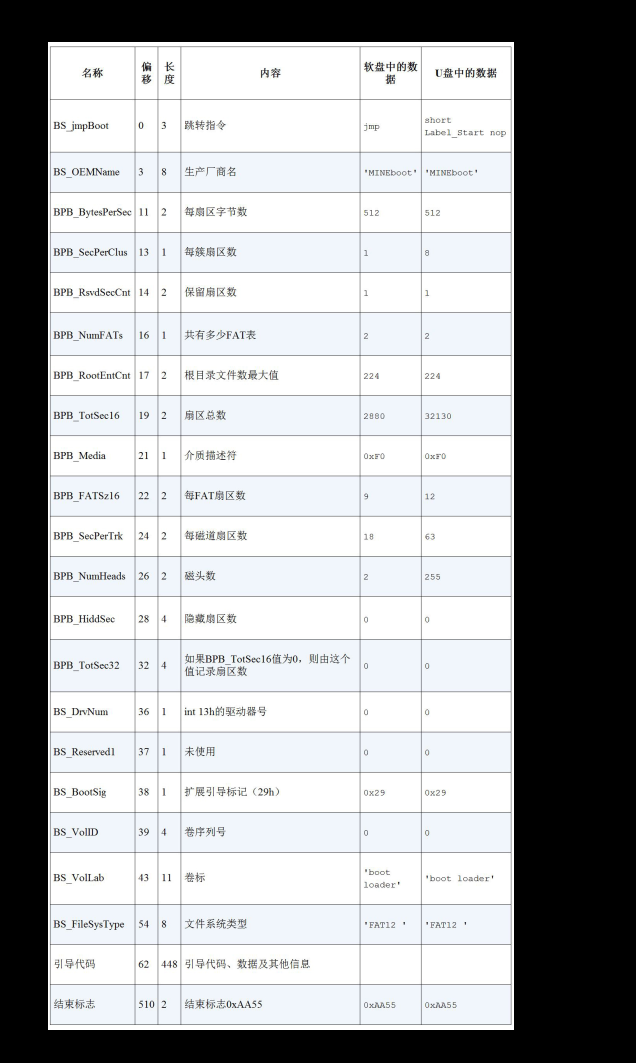 名称 偏移 长度 内容 软盘中的数据 U盘中的数据
BS_jmpBoot 0 3 跳转指令 jmp short Label_Start nop
BS_OEMName 3 8 生产厂商名 'MINEboot' 'MINEboot'
BPB_BytesPerSec 11 2 每扇区字节数 512 512
BPB_SecPerClus 13 1 每簇扇区数 1 8
BPB_RsvdSecCnt 14 2 保留扇区数 1 1
BPB_NumFATs 16 1 共有多少FAT表 2 2
BPB_RootEntCnt 17 2 根目录文件数最大值 224 224
BPB_TotSec16 19 2 扇区总数 2880 32130
BPB_Media 21 1 介质描述符 0xF0 0xF0
BPB_FATSz16 22 2 每FAT扇区数 9 12
BPB_SecPerTrk 24 2 每磁道扇区数 18 63
BPB_NumHeads 26 2 磁头数 2 255
BPB_HiddSec 28 4 隐藏扇区数 0 0
BPB_TotSec32 32 4 如果BPB_TotSec16值为0，则由这个值记录扇区数 0 0
BS_DrvNum 36 1 int 13h的驱动器号 0 0
BS_Reserved1 37 1 未使用 0 0
BS_BootSig 38 1 扩展引导标记（29h） 0x29 0x29
BS_VolID 39 4 卷序列号 0 0
BS_VolLab 43 11 卷标 'boot loader' 'boot loader'
BS_FileSysType 54 8 文件系统类型 'FAT12 ' 'FAT12 '
引导代码 62 448 引导代码、数据及其他信息
结束标志 510 2 结束标志0xAA55 0xAA55 0xAA55